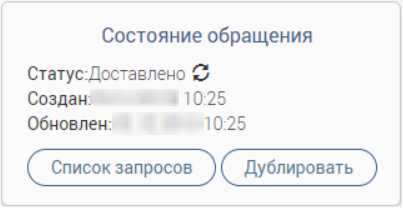 Состояние обращения
Статус:Доставлено
Создан: 10:25
Обновлен: 10:25
Список запросов Дублировать